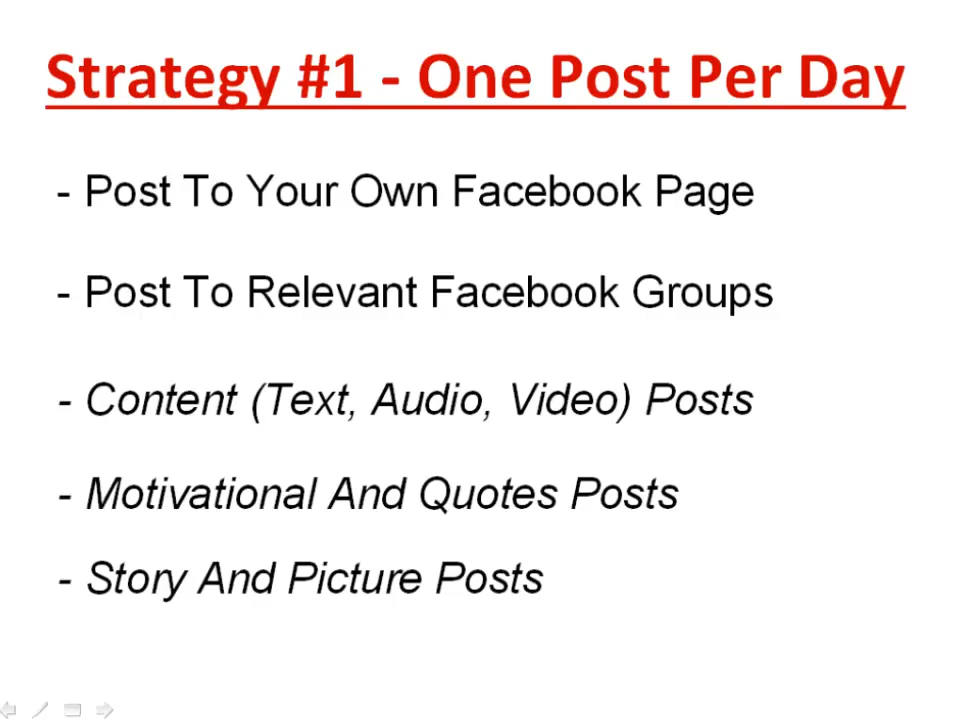 Strategy #1 - One Post Per Day
- Post To Your Own Facebook Page
- Post To Relevant Facebook Groups
- Content (Text, Audio, Video) Posts
- Motivational And Quotes Posts
- Story And Picture Posts